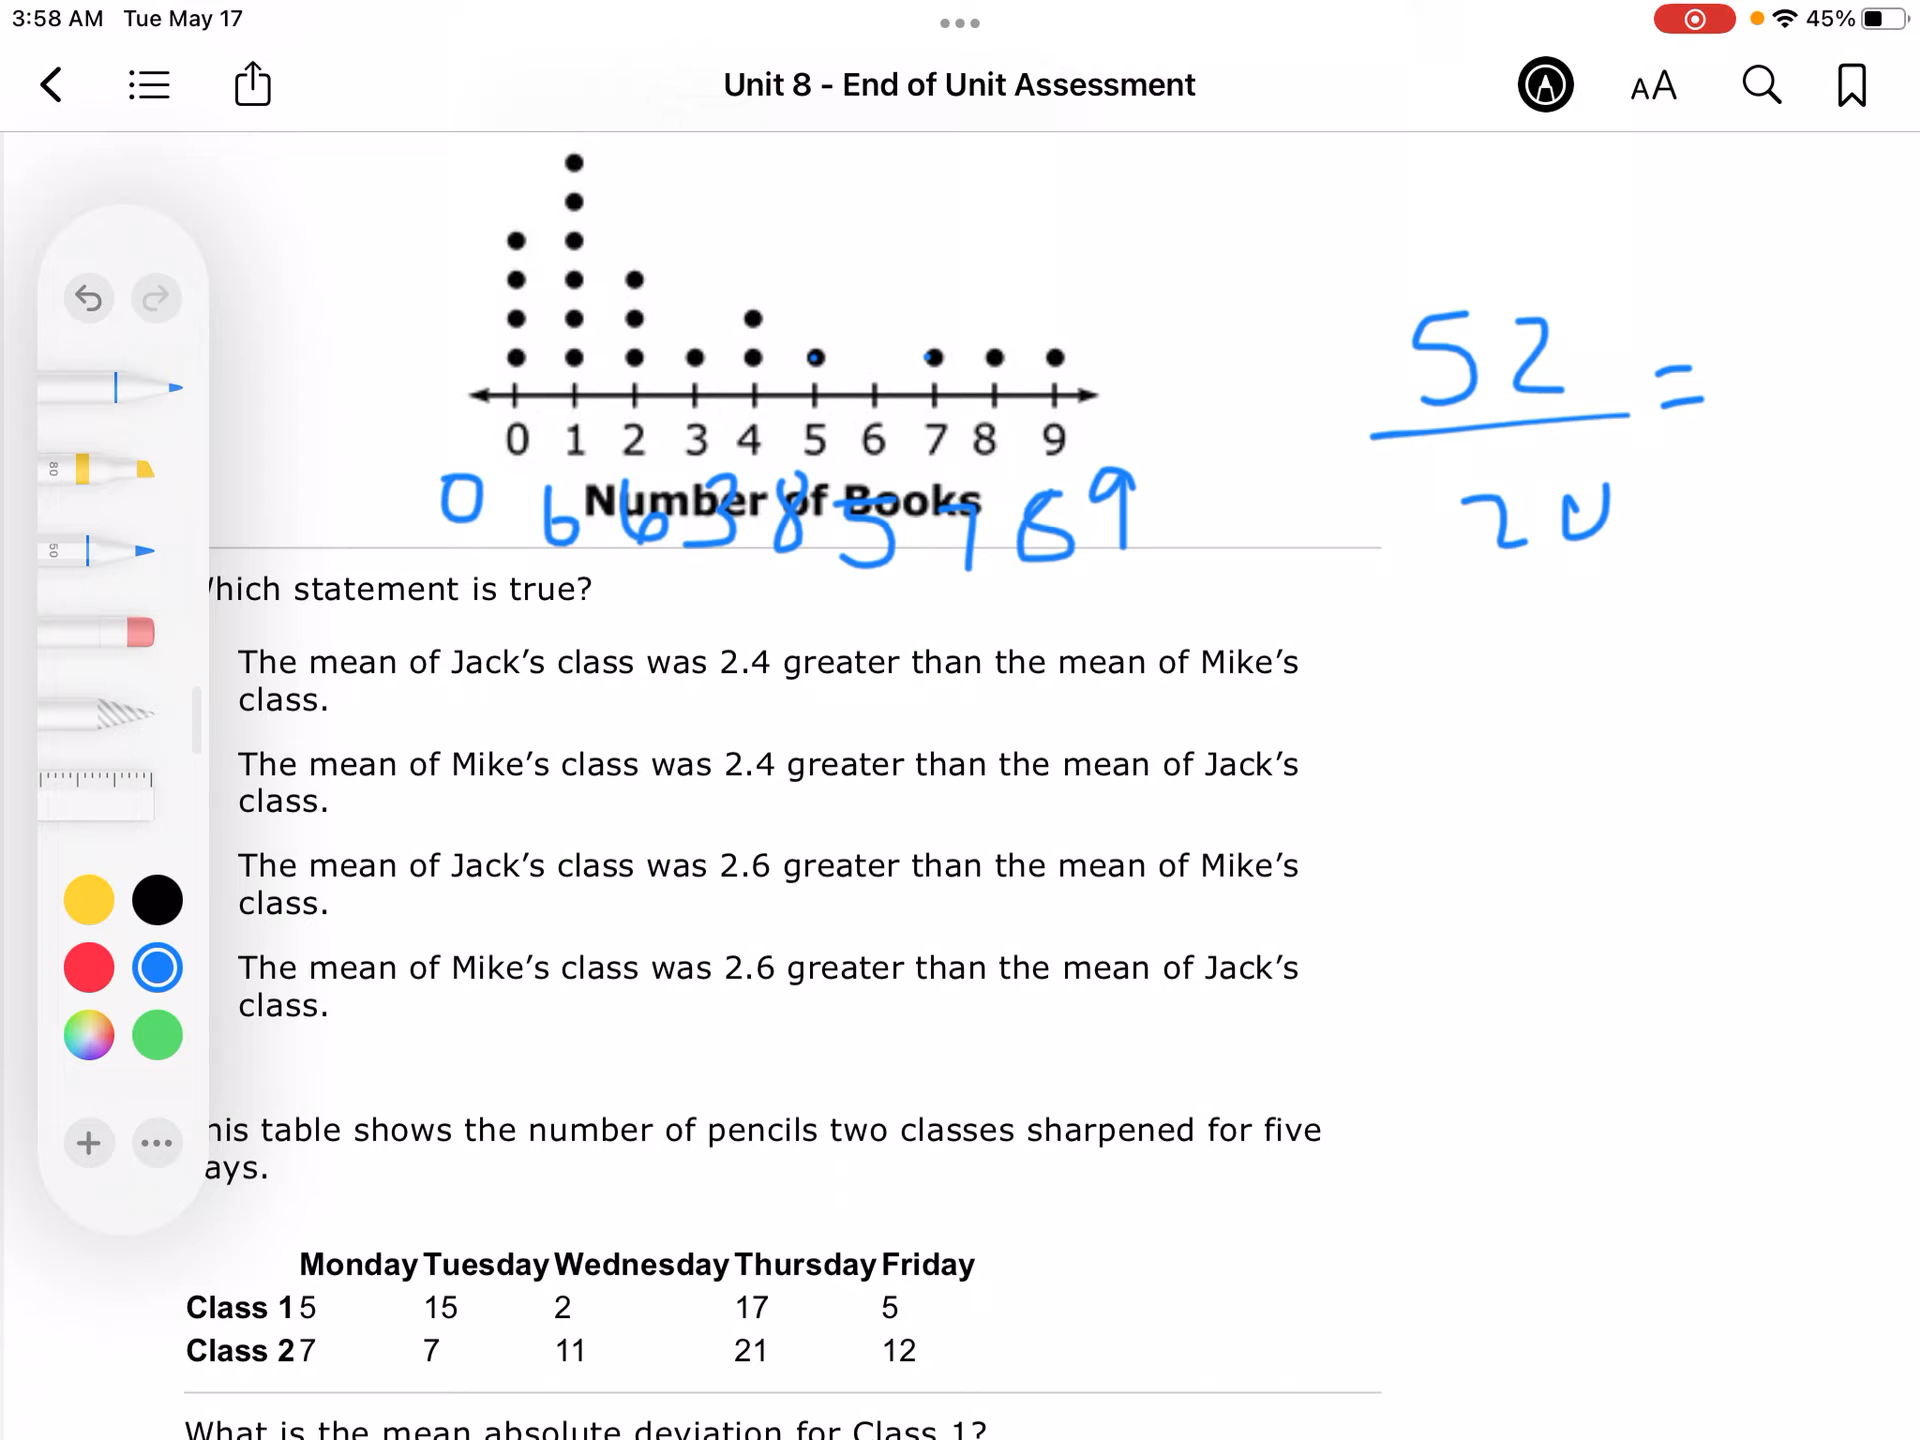 3:58 AM Tue May 17
45%
Unit 8 - End of Unit Assessment
AA
0 1 2 3 4 5 6 7 8 9
52 =
20
Number of Books
0 6 6 3 8 5 7 8 9
hich statement is true?
The mean of Jack's class was 2.4 greater than the mean of Mike's
class.
The mean of Mike's class was 2.4 greater than the mean of Jack's
class.
The mean of Jack's class was 2.6 greater than the mean of Mike's
class.
The mean of Mike's class was 2.6 greater than the mean of Jack's
class.
his table shows the number of pencils two classes sharpened for five
ays.
Monday Tuesday Wednesday Thursday Friday
Class 1 5 15 2 17 5
Class 2 7 7 11 21 12
What is the mean absolute deviation for Class 1?
80
50